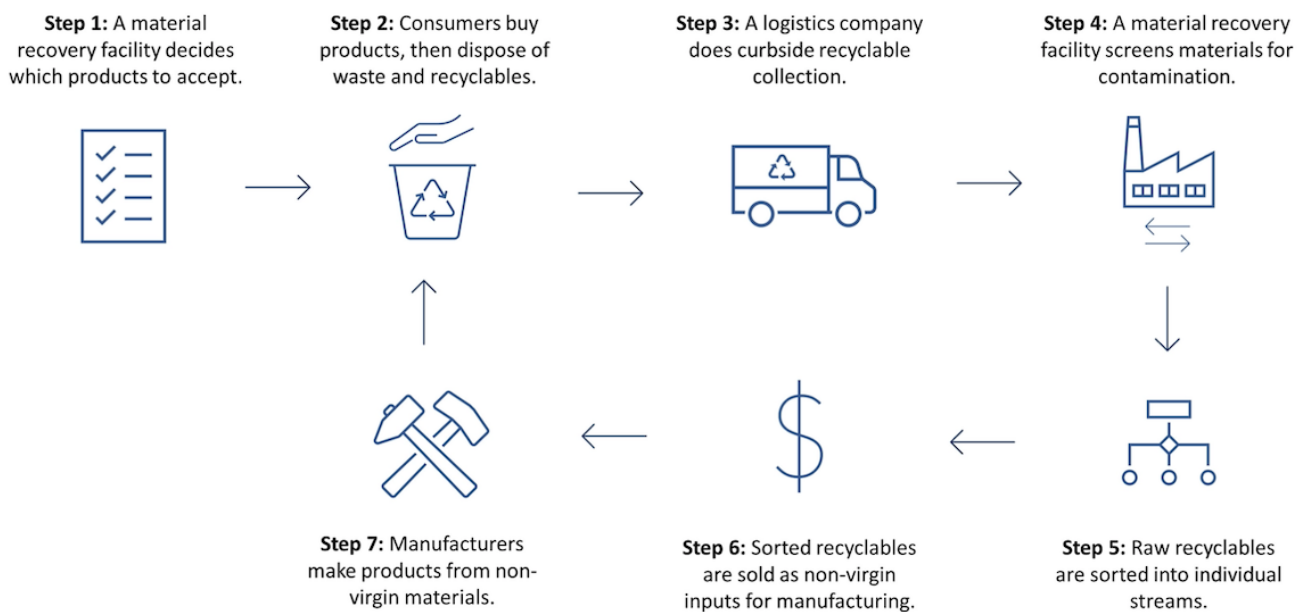 Step 1: A material
recovery facility decides
which products to accept.
Step 2: Consumers buy
products, then dispose of
waste and recyclables.
Step 3: A logistics company
does curbside recyclable
collection.
Step 4: A material recovery
facility screens materials for
contamination.
Step 7: Manufacturers
make products from non-
virgin materials.
Step 6: Sorted recyclables
are sold as non-virgin
inputs for manufacturing.
Step 5: Raw recyclables
are sorted into individual
streams.